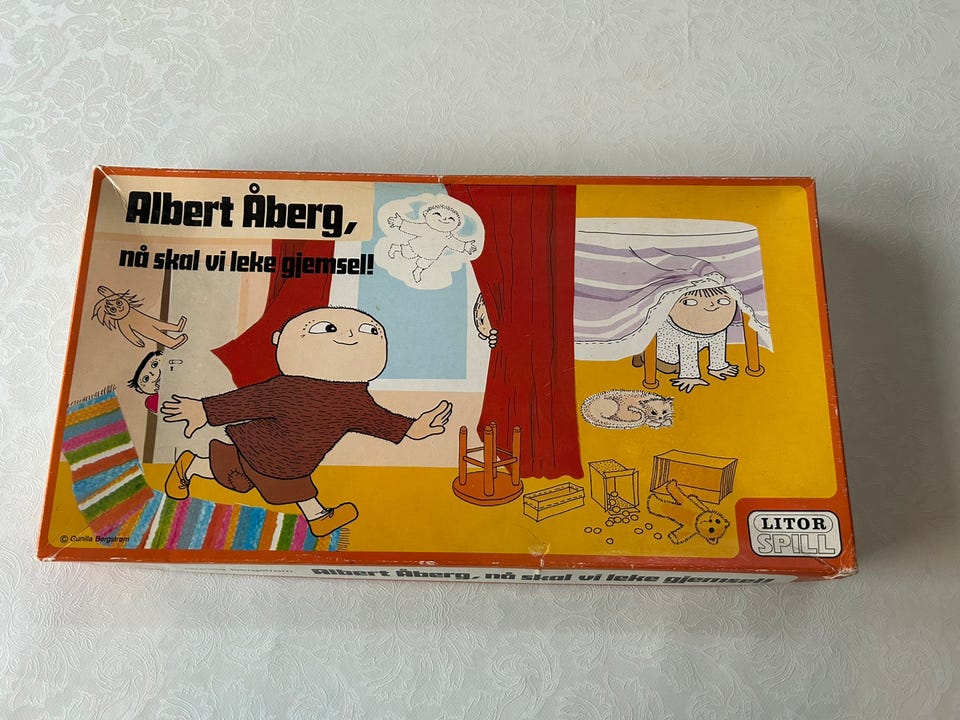 Albert Åberg,
nå skal vi leke gjemsel!
© Gunilla Bergström
LITOR
SPILL
Albert Åberg, nå skal vi leke gjemsel!